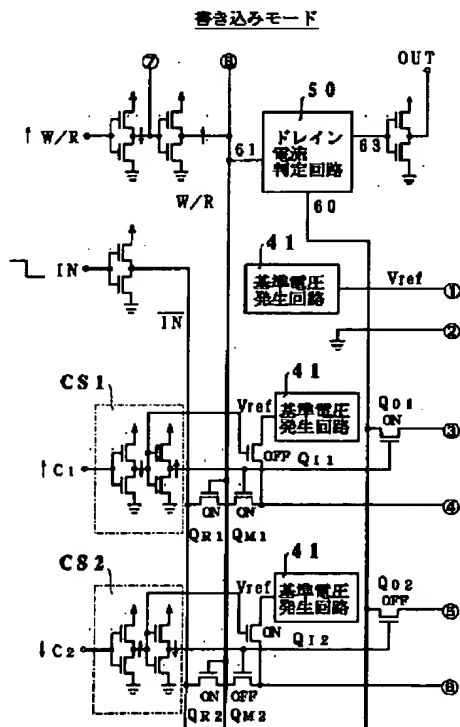 書き込みモード
⑦
⑧
OUT
50
↑ W/R
ドレイン
電流
判定回路
61
63
W/R
60
41
IN
基準電圧
発生回路
Vref
①
IN
②
CS1
41
Vref
基準電圧
発生回路
QO1
ON
③
OFF
↑ C1
QI1
ON
ON
④
QR1
QM1
CS2
41
Vref
基準電圧
発生回路
QO2
OFF
⑤
ON
↓ C2
QI2
ON
OFF
QR2
QM2